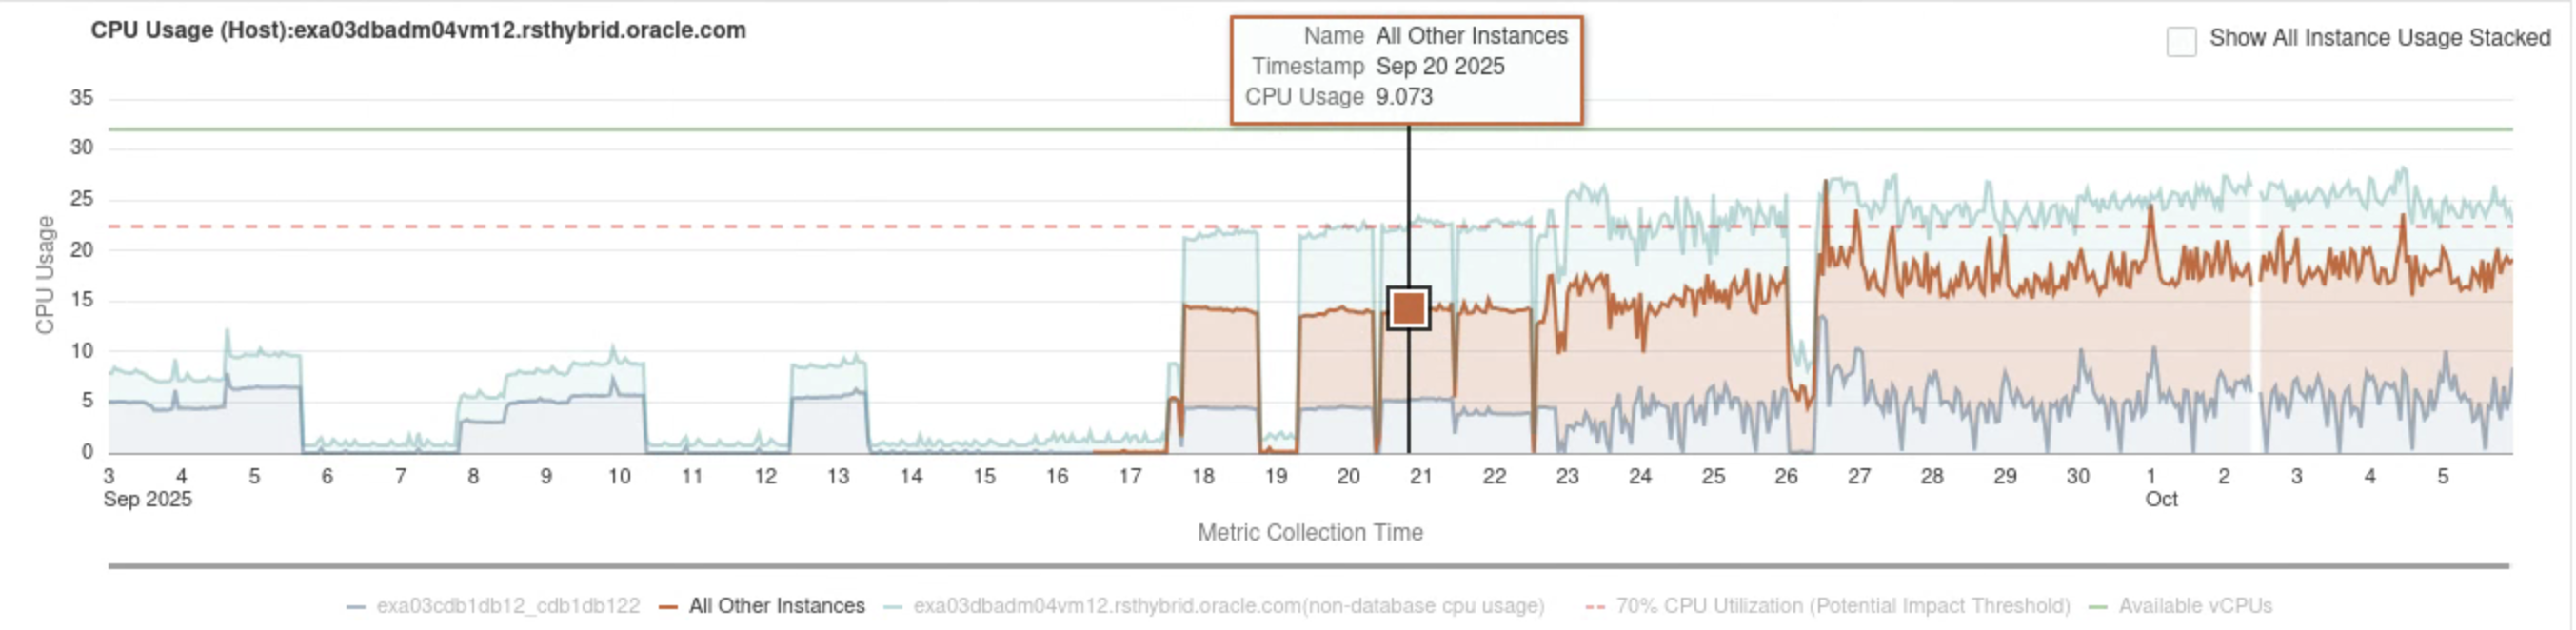 CPU Usage (Host):exa03dbadm04vm12.rsthybrid.oracle.com
Name All Other Instances
Timestamp Sep 20 2025
CPU Usage 9.073
Show All Instance Usage Stacked
35
30
25
20
15
10
5
0
CPU Usage
3 4 5 6 7 8 9 10 11 12 13 14 15 16 17 18 19 20 21 22 23 24 25 26 27 28 29 30 1 2 3 4 5
Sep 2025 Oct
Metric Collection Time
exa03cdb1db12_cdb1db122 All Other Instances exa03dbadm04vm12.rsthybrid.oracle.com(non-database cpu usage) 70% CPU Utilization (Potential Impact Threshold) Available vCPUs